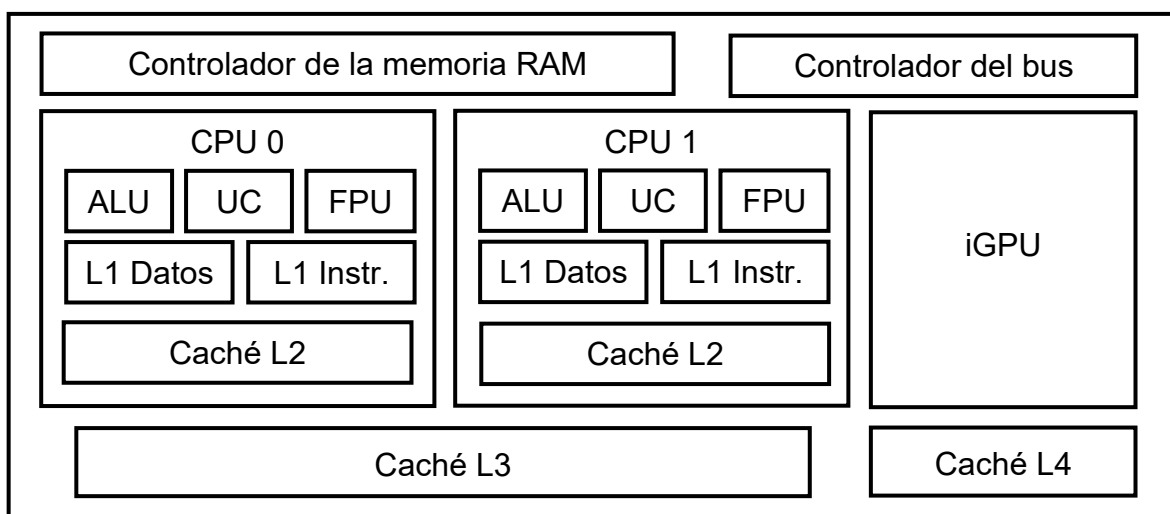 Controlador de la memoria RAM
Controlador del bus
CPU 0
ALU
UC
FPU
L1 Datos
L1 Instr.
Caché L2
CPU 1
ALU
UC
FPU
L1 Datos
L1 Instr.
Caché L2
iGPU
Caché L3
Caché L4